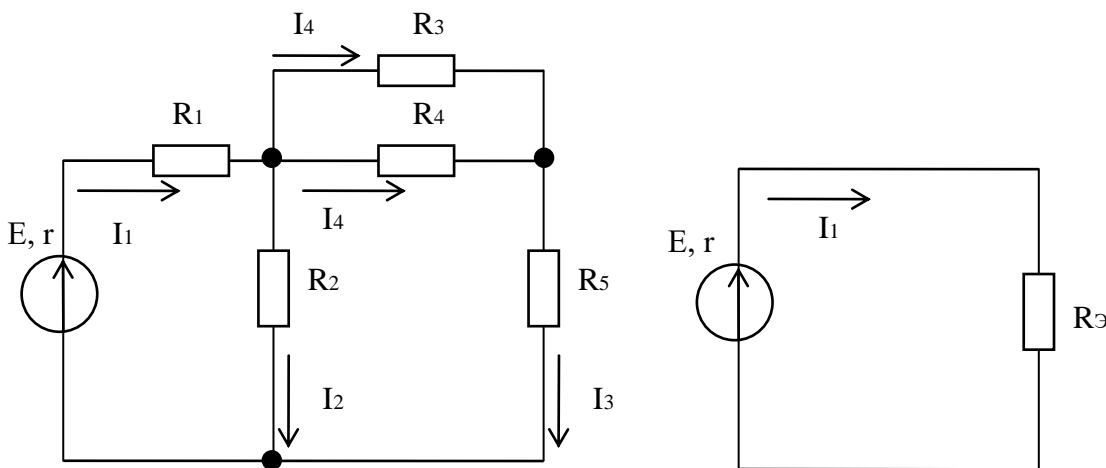 I4 R3
R1 R4
I1 I4
E, r
R2 R5
I2 I3
I1
E, r
RЭ